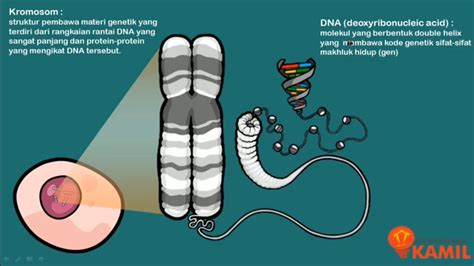 Kromosom :
struktur pembawa materi genetik yang
terdiri dari rangkaian rantai DNA yang
sangat panjang dan protein-protein
yang mengikat DNA tersebut.
DNA (deoxyribonucleic acid) :
molekul yang berbentuk double helix
yang membawa kode genetik sifat-sifat
makhluk hidup (gen)
KAMIL